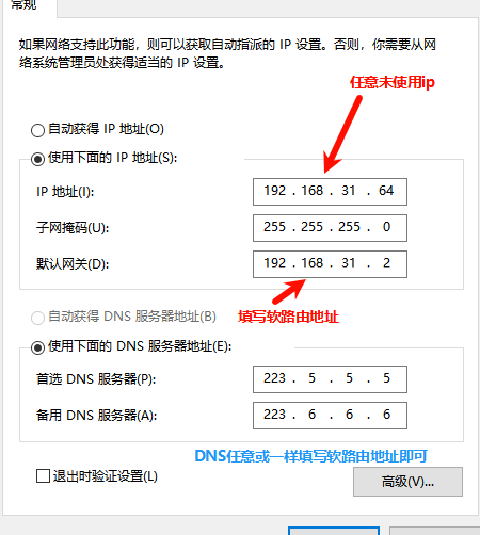 常规
如果网络支持此功能，则可以获取自动指派的 IP 设置。否则，你需要从网
络系统管理员处获得适当的 IP 设置。
任意未使用ip
自动获得 IP 地址(O)
使用下面的 IP 地址(S):
IP 地址(I): 192 . 168 . 31 . 64
子网掩码(U): 255 . 255 . 255 . 0
默认网关(D): 192 . 168 . 31 . 2
自动获得 DNS 服务器地址(B)
填写软路由地址
使用下面的 DNS 服务器地址(E):
首选 DNS 服务器(P): 223 . 5 . 5 . 5
备用 DNS 服务器(A): 223 . 6 . 6 . 6
DNS任意或一样填写软路由地址即可
退出时验证设置(L)
高级(V)...